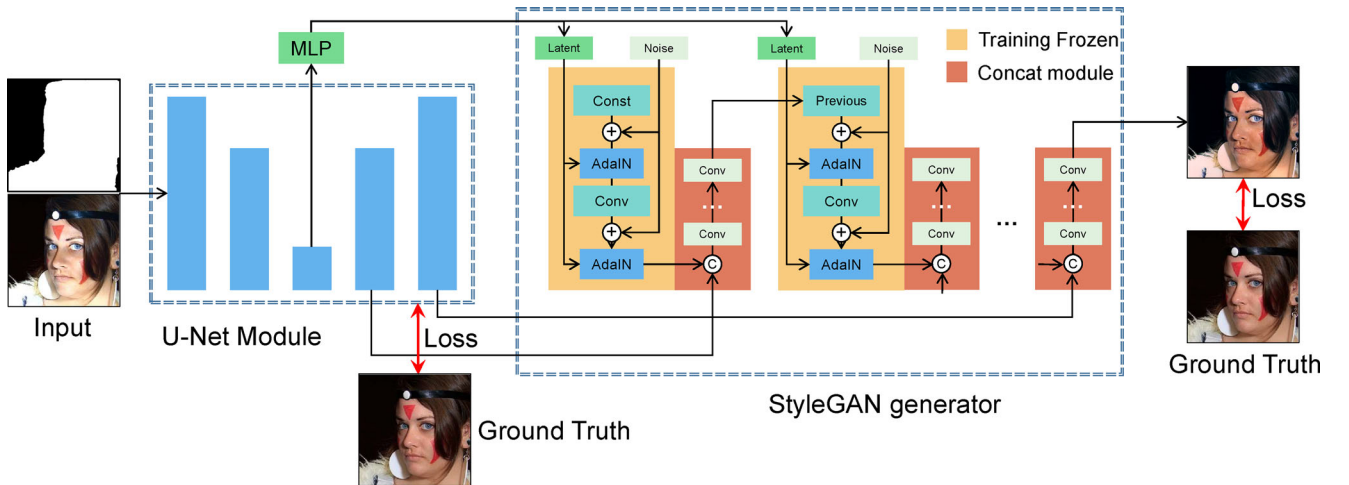 MLP
Input
U-Net Module
Loss
Ground Truth
Latent
Noise
Const
+
AdaIN
Conv
+
AdaIN
Conv
...
Conv
C
Latent
Noise
Previous
+
AdaIN
Conv
+
AdaIN
Conv
...
Conv
C
...
Conv
...
Conv
C
Training Frozen
Concat module
StyleGAN generator
Loss
Ground Truth